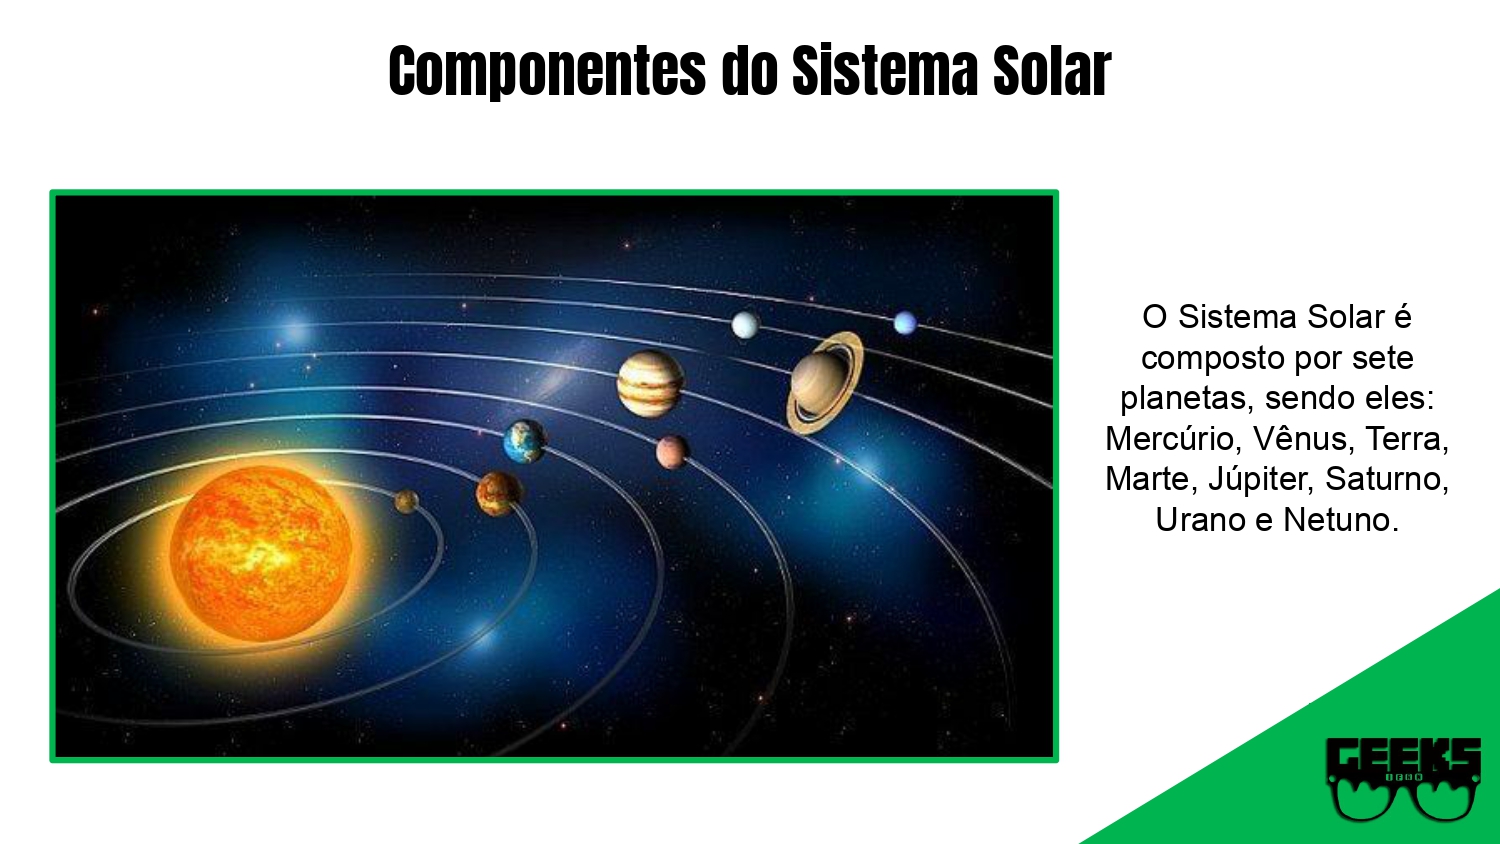 Componentes do Sistema Solar
O Sistema Solar é
composto por sete
planetas, sendo eles:
Mercúrio, Vênus, Terra,
Marte, Júpiter, Saturno,
Urano e Netuno.
GEEKS
IFRN